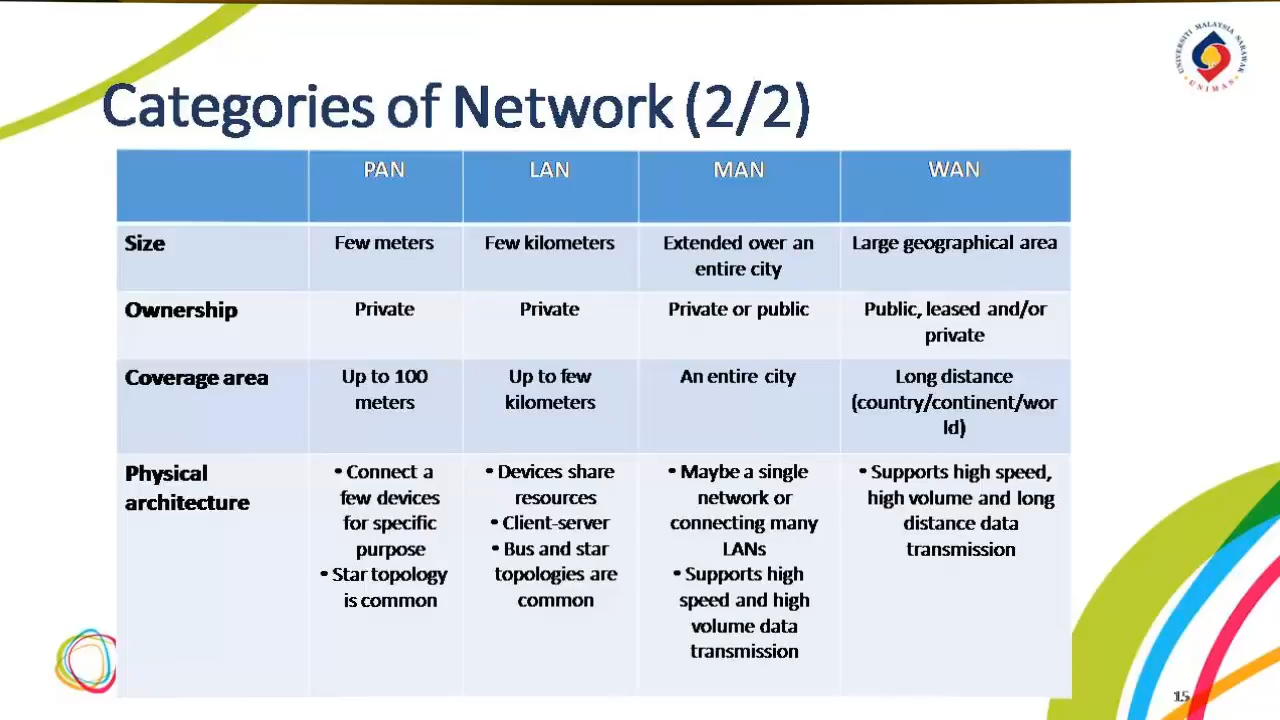 UNIVERSITI MALAYSIA SARAWAK
UNIMAS
Categories of Network (2/2)
PAN LAN MAN WAN
Size
Few meters
Few kilometers
Extended over an
entire city
Large geographical area
Ownership
Private
Private
Private or public
Public, leased and/or
private
Coverage area
Up to 100
meters
Up to few
kilometers
An entire city
Long distance
(country/continent/wor
ld)
Physical
architecture
• Connect a
few devices
for specific
purpose
• Star topology
is common
• Devices share
resources
• Client-server
• Bus and star
topologies are
common
• Maybe a single
network or
connecting many
LANs
• Supports high
speed and high
volume data
transmission
• Supports high speed,
high volume and long
distance data
transmission
15